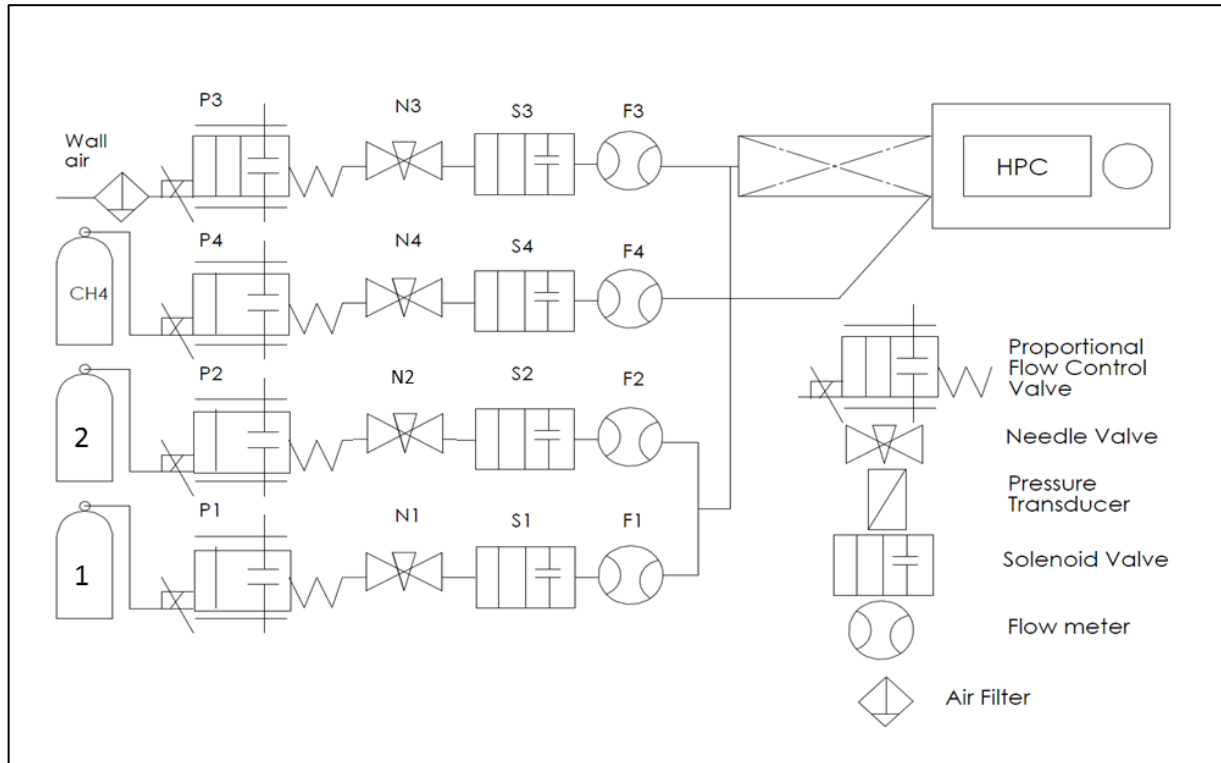 P3
N3
S3
F3
Wall
air
HPC
P4
N4
S4
F4
CH4
P2
N2
S2
F2
2
P1
N1
S1
F1
1
Proportional
Flow Control
Valve
Needle Valve
Pressure
Transducer
Solenoid Valve
Flow meter
Air Filter